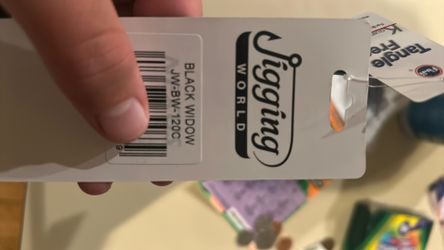 Jigging
WORLD
BLACK WIDOW
JW-BW-120C
Tangle
Free